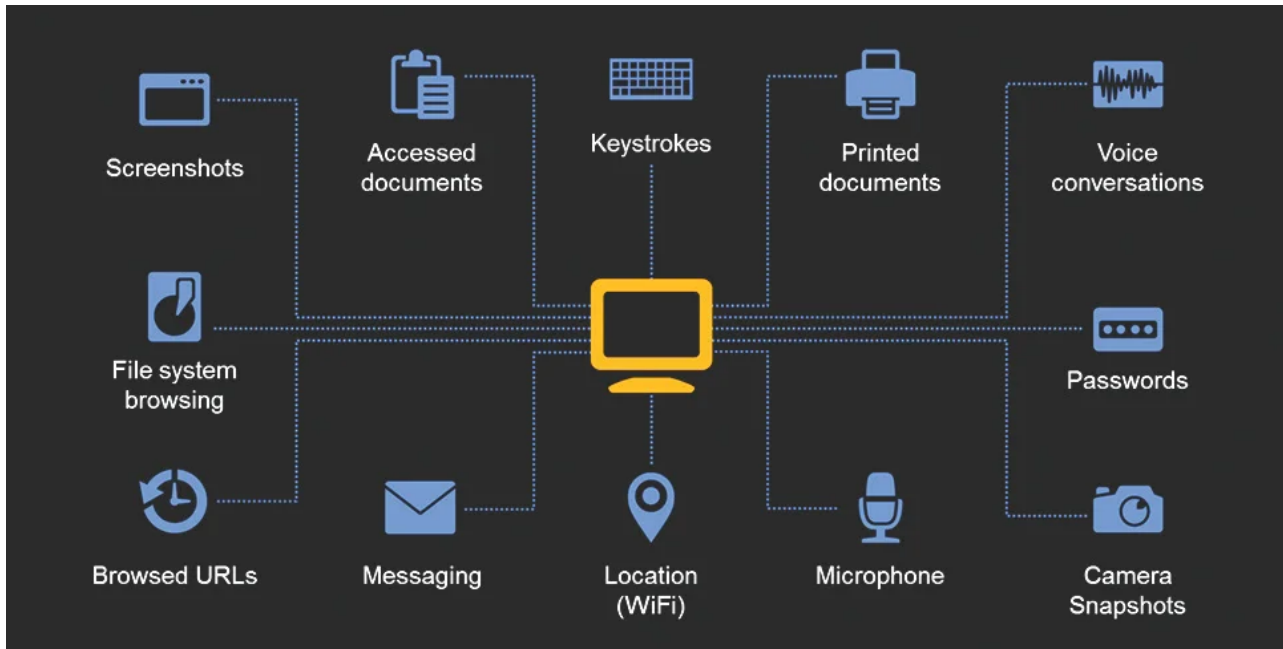 Screenshots
Accessed
documents
Keystrokes
Printed
documents
Voice
conversations
File system
browsing
Passwords
Browsed URLs
Messaging
Location
(WiFi)
Microphone
Camera
Snapshots